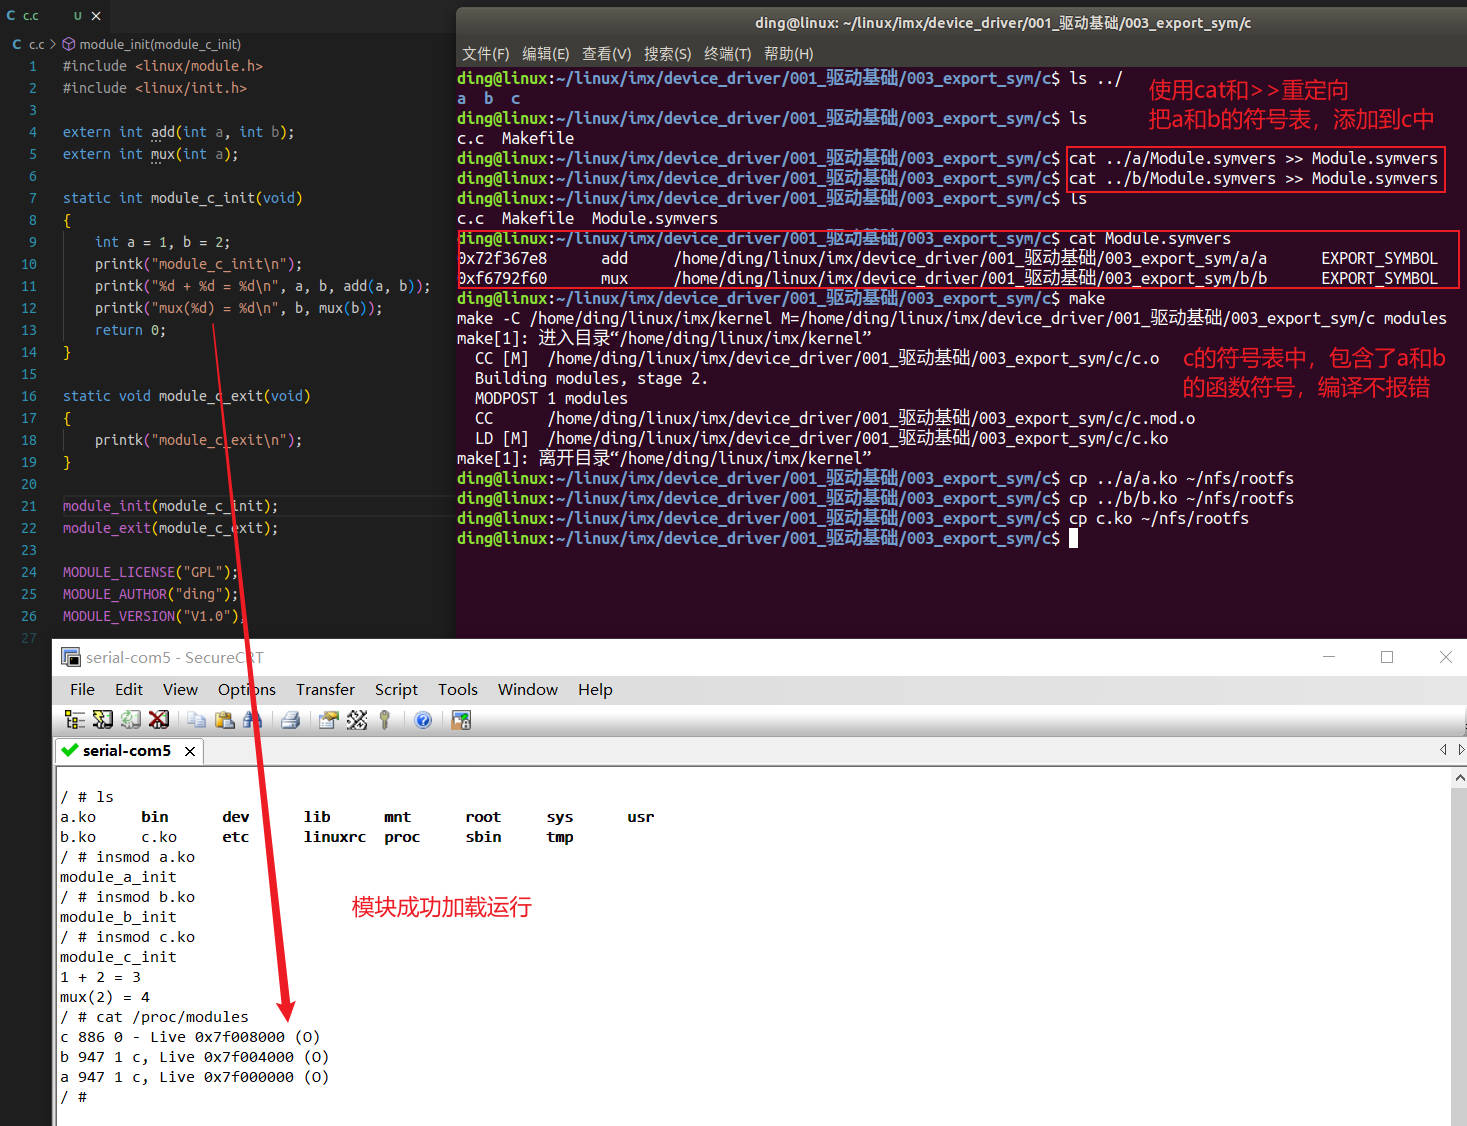 c.c U
c.c > module_init(module_c_init)
1 #include <linux/module.h>
2 #include <linux/init.h>
3
4 extern int add(int a, int b);
5 extern int mux(int a);
6
7 static int module_c_init(void)
8 {
9 int a = 1, b = 2;
10 printk("module_c_init\n");
11 printk("%d + %d = %d\n", a, b, add(a, b));
12 printk("mux(%d) = %d\n", b, mux(b));
13 return 0;
14 }
15
16 static void module_c_exit(void)
17 {
18 printk("module_c_exit\n");
19 }
20
21 module_init(module_c_init);
22 module_exit(module_c_exit);
23
24 MODULE_LICENSE("GPL");
25 MODULE_AUTHOR("ding");
26 MODULE_VERSION("V1.0");
27
ding@linux: ~/linux/imx/device_driver/001_驱动基础/003_export_sym/c
文件(F) 编辑(E) 查看(V) 搜索(S) 终端(T) 帮助(H)
ding@linux:~/linux/imx/device_driver/001_驱动基础/003_export_sym/c$ ls ../
a b c
ding@linux:~/linux/imx/device_driver/001_驱动基础/003_export_sym/c$ ls
c.c Makefile
ding@linux:~/linux/imx/device_driver/001_驱动基础/003_export_sym/c$ cat ../a/Module.symvers >> Module.symvers
ding@linux:~/linux/imx/device_driver/001_驱动基础/003_export_sym/c$ cat ../b/Module.symvers >> Module.symvers
ding@linux:~/linux/imx/device_driver/001_驱动基础/003_export_sym/c$ ls
c.c Makefile Module.symvers
ding@linux:~/linux/imx/device_driver/001_驱动基础/003_export_sym/c$ cat Module.symvers
0x72f367e8 add /home/ding/linux/imx/device_driver/001_驱动基础/003_export_sym/a/a EXPORT_SYMBOL
0xf6792f60 mux /home/ding/linux/imx/device_driver/001_驱动基础/003_export_sym/b/b EXPORT_SYMBOL
ding@linux:~/linux/imx/device_driver/001_驱动基础/003_export_sym/c$ make
make -C /home/ding/linux/imx/kernel M=/home/ding/linux/imx/device_driver/001_驱动基础/003_export_sym/c modules
make[1]: 进入目录“/home/ding/linux/imx/kernel”
CC [M] /home/ding/linux/imx/device_driver/001_驱动基础/003_export_sym/c/c.o
Building modules, stage 2.
MODPOST 1 modules
CC /home/ding/linux/imx/device_driver/001_驱动基础/003_export_sym/c/c.mod.o
LD [M] /home/ding/linux/imx/device_driver/001_驱动基础/003_export_sym/c/c.ko
make[1]: 离开目录“/home/ding/linux/imx/kernel”
ding@linux:~/linux/imx/device_driver/001_驱动基础/003_export_sym/c$ cp ../a/a.ko ~/nfs/rootfs
ding@linux:~/linux/imx/device_driver/001_驱动基础/003_export_sym/c$ cp ../b/b.ko ~/nfs/rootfs
ding@linux:~/linux/imx/device_driver/001_驱动基础/003_export_sym/c$ cp c.ko ~/nfs/rootfs
ding@linux:~/linux/imx/device_driver/001_驱动基础/003_export_sym/c$
使用cat和>>重定向
把a和b的符号表，添加到c中
c的符号表中，包含了a和b
的函数符号，编译不报错
serial-com5 - SecureCRT
File Edit View Options Transfer Script Tools Window Help
serial-com5
/ # ls
a.ko bin dev lib mnt root sys usr
b.ko c.ko etc linuxrc proc sbin tmp
/ # insmod a.ko
module_a_init
/ # insmod b.ko
module_b_init
/ # insmod c.ko
module_c_init
1 + 2 = 3
mux(2) = 4
/ # cat /proc/modules
c 886 0 - Live 0x7f008000 (O)
b 947 1 c, Live 0x7f004000 (O)
a 947 1 c, Live 0x7f000000 (O)
/ #
模块成功加载运行